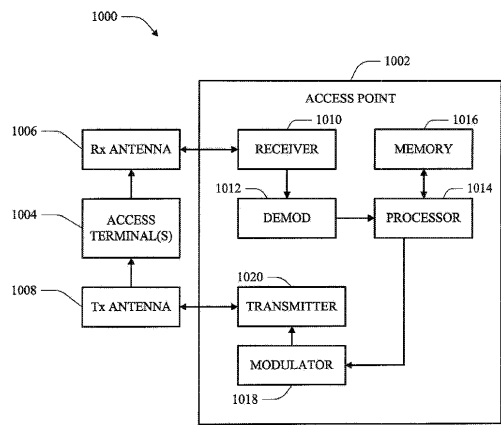 1000
1002
ACCESS POINT
1006
1010
1016
Rx ANTENNA
RECEIVER
MEMORY
1004
1012
1014
ACCESS
TERMINAL(S)
DEMOD
PROCESSOR
1008
1020
Tx ANTENNA
TRANSMITTER
MODULATOR
1018